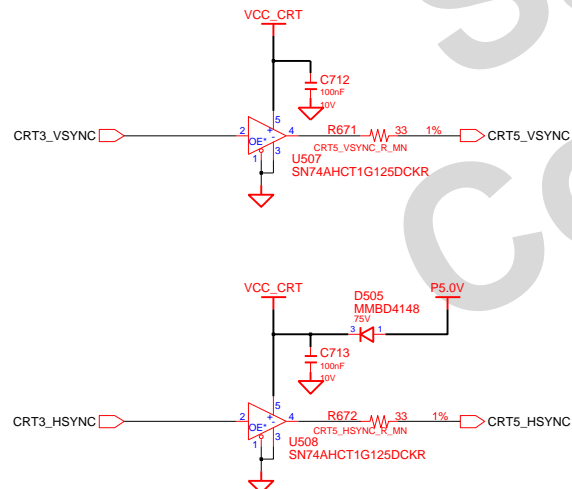 VCC_CRT
C712
100nF
10V
5
2
+
-
4
OE*
1
3
R671
33
1%
CRT3_VSYNC
CRT5_VSYNC
CRT5_VSYNC_R_MN
U507
SN74AHCT1G125DCKR
VCC_CRT
D505
MMBD4148
75V
P5.0V
3
1
C713
100nF
10V
5
2
+
-
4
OE*
1
3
R672
33
1%
CRT3_HSYNC
CRT5_HSYNC
CRT5_HSYNC_R_MN
U508
SN74AHCT1G125DCKR